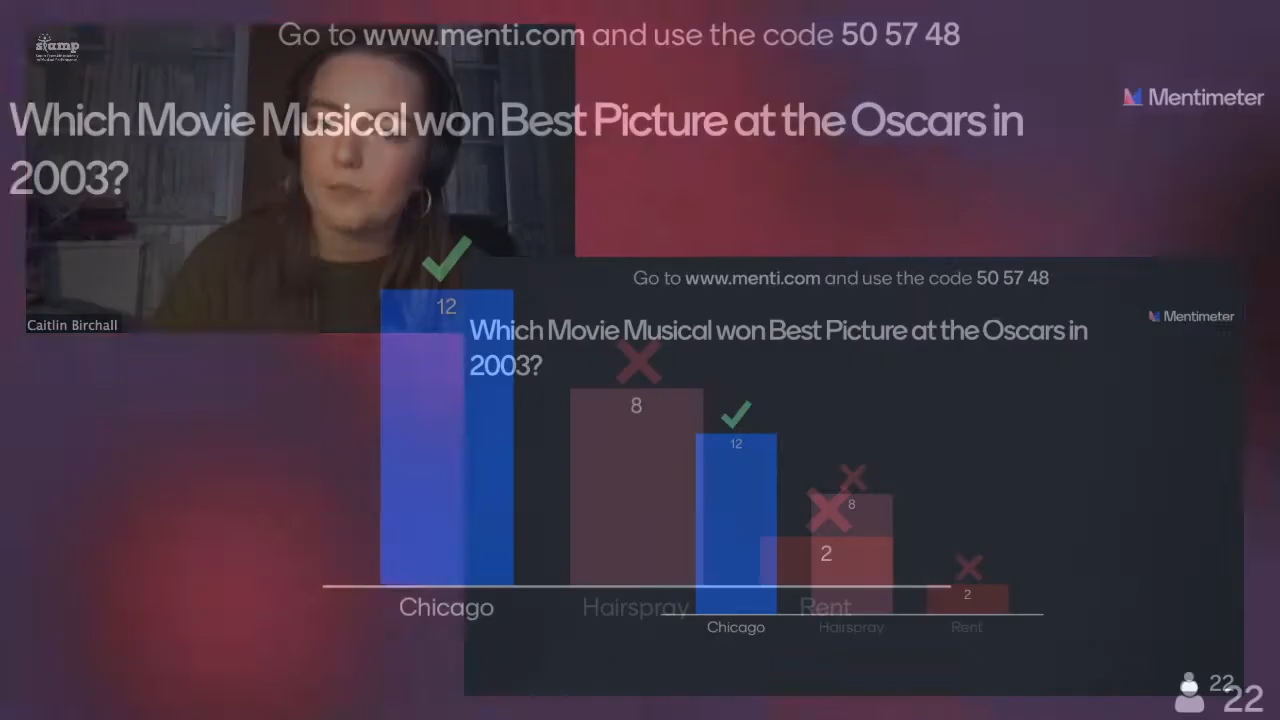 stamp
Go to www.menti.com and use the code 50 57 48
Mentimeter
Which Movie Musical won Best Picture at the Oscars in
2003?
12
8
2
Chicago
Hairspray
Rent
Caitlin Birchall
Go to www.menti.com and use the code 50 57 48
Mentimeter
Which Movie Musical won Best Picture at the Oscars in
2003?
12
8
2
Chicago
Hairspray
Rent
22
22